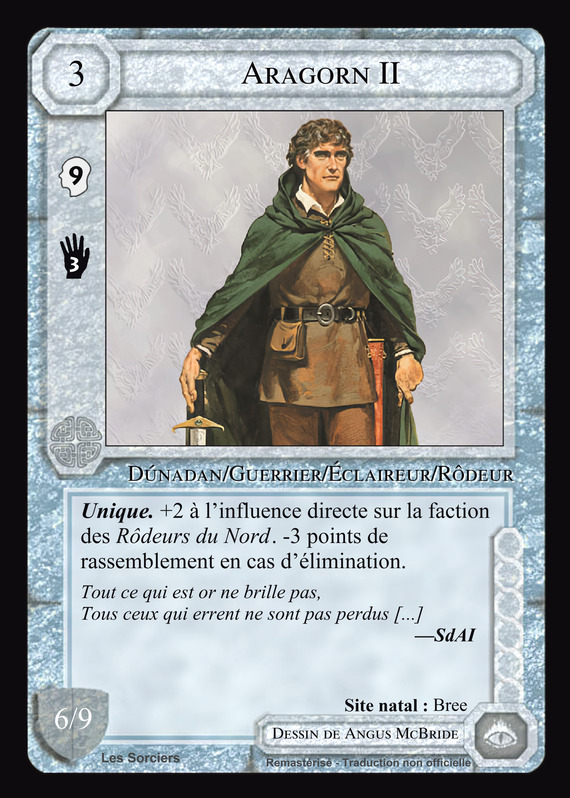 3
ARAGORN II
9
3
DÚNADAN/GUERRIER/ÉCLAIREUR/RÔDEUR
Unique. +2 à l’influence directe sur la faction
des Rôdeurs du Nord. -3 points de
rassemblement en cas d’élimination.
Tout ce qui est or ne brille pas,
Tous ceux qui errent ne sont pas perdus [...]
—SdAI
Site natal : Bree
6/9
DESSIN DE ANGUS MCBRIDE
Les Sorciers
Remastérisé - Traduction non officielle